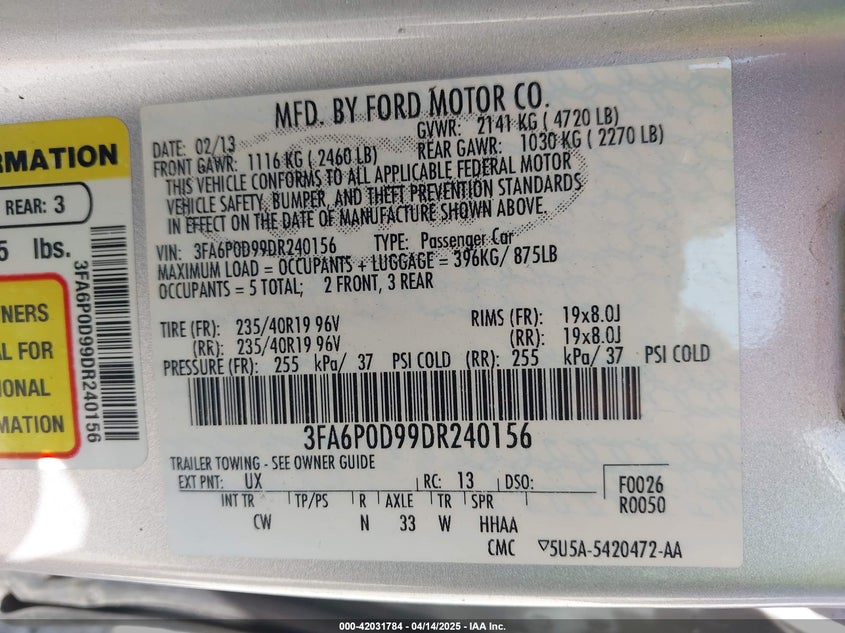 RMATION
REAR: 3
5 lbs.
3FA6P0D99DR240156
NERS
AL FOR
IONAL
MATION
MFD. BY FORD MOTOR CO.
DATE: 02/13 GVWR: 2141 KG ( 4720 LB)
FRONT GAWR: 1116 KG ( 2460 LB) REAR GAWR: 1030 KG ( 2270 LB)
THIS VEHICLE CONFORMS TO ALL APPLICABLE FEDERAL MOTOR
VEHICLE SAFETY, BUMPER, AND THEFT PREVENTION STANDARDS
IN EFFECT ON THE DATE OF MANUFACTURE SHOWN ABOVE.
VIN: 3FA6P0D99DR240156 TYPE: Passenger Car
MAXIMUM LOAD = OCCUPANTS + LUGGAGE = 396KG/ 875LB
OCCUPANTS = 5 TOTAL; 2 FRONT, 3 REAR
TIRE (FR): 235/40R19 96V RIMS (FR): 19x8.0J
(RR): 235/40R19 96V (RR): 19x8.0J
PRESSURE (FR): 255 kPa/ 37 PSI COLD (RR): 255 kPa/ 37 PSI COLD
3FA6P0D99DR240156
TRAILER TOWING - SEE OWNER GUIDE
EXT PNT: UX RC: 13 DSO:
INT TR TP/PS R AXLE TR SPR
CW N 33 W HHAA
F0026
R0050
CMC ▽5U5A-5420472-AA
000-42031784 - 04/14/2025 - IAA Inc.